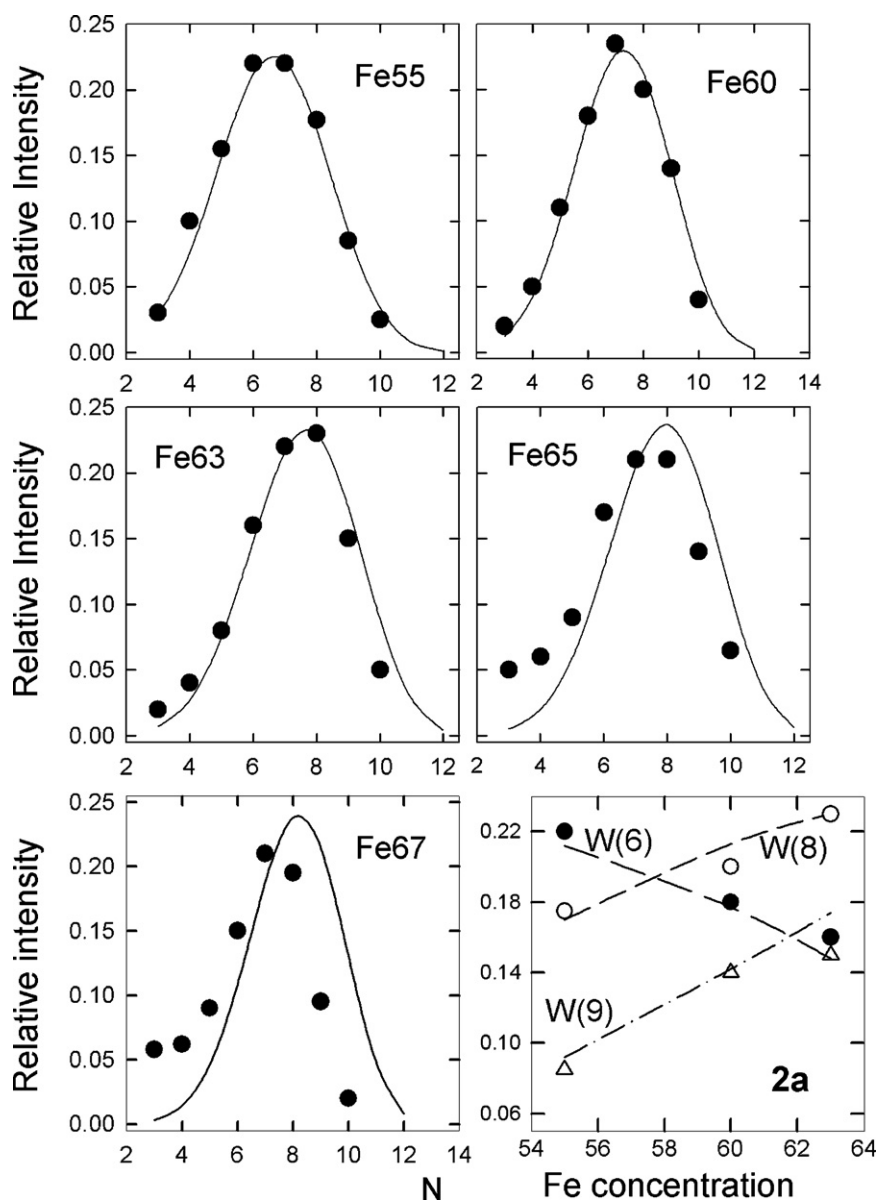 0.25
0.20
0.15
0.10
0.05
0.00
Relative Intensity
Fe55
2 4 6 8 10 12
Fe60
2 4 6 8 10 12 14
0.25
0.20
0.15
0.10
0.05
0.00
Relative Intensity
Fe63
2 4 6 8 10 12
Fe65
2 4 6 8 10 12 14
0.25
0.20
0.15
0.10
0.05
0.00
Relative intensity
Fe67
2 4 6 8 10 12 14
N
0.22
0.18
0.14
0.10
0.06
W(6)
W(8)
W(9)
2a
54 56 58 60 62 64
Fe concentration